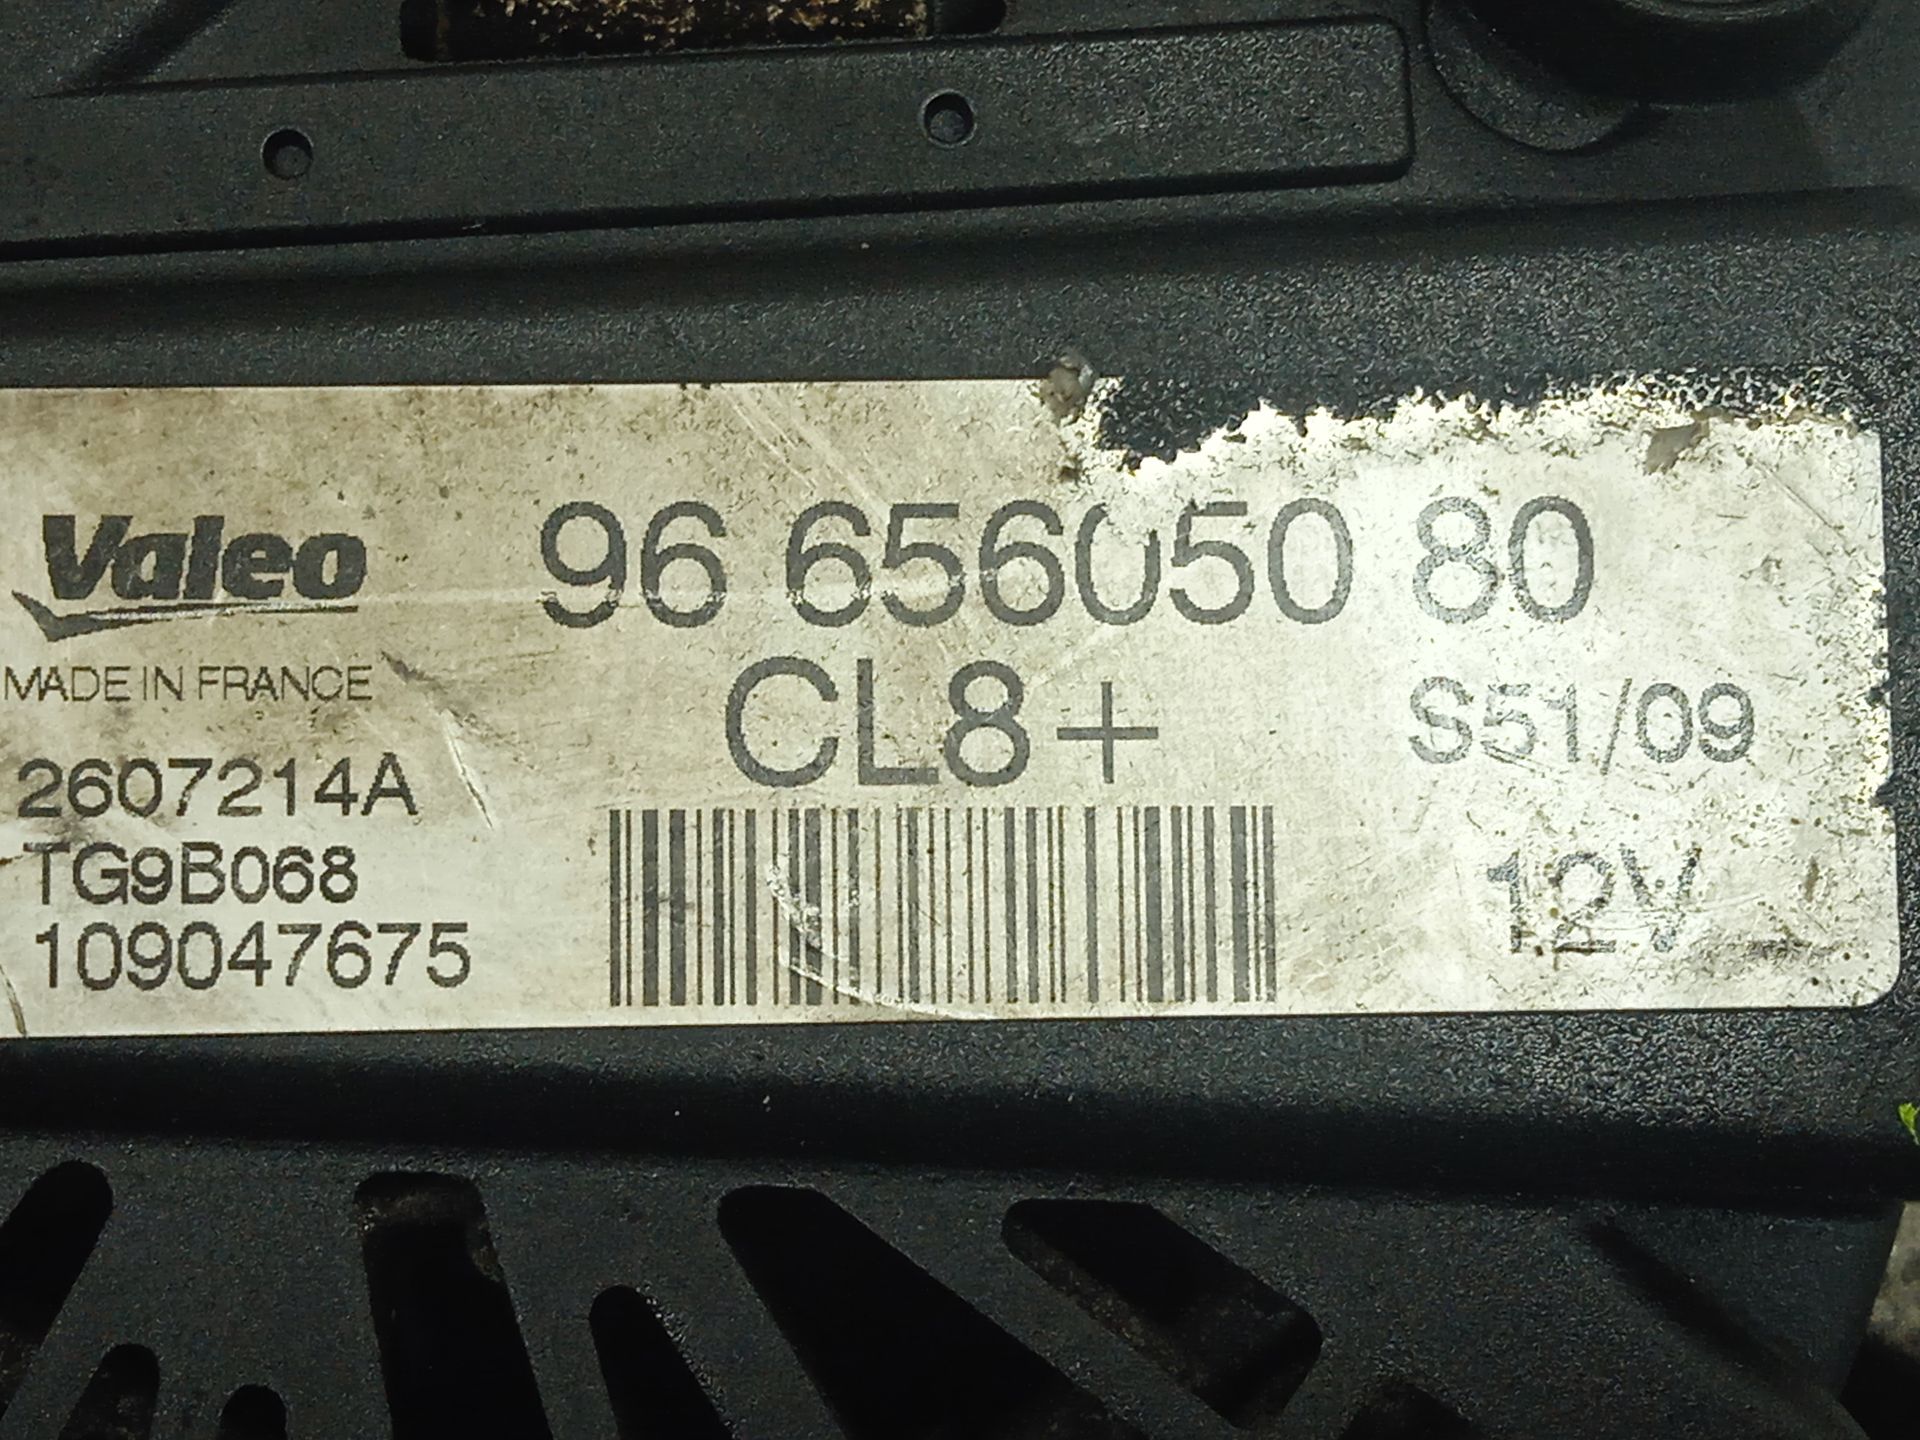 Valeo 96 656050 80
MADE IN FRANCE CL8+ S51/09
2607214A
TG9B068 12V
109047675